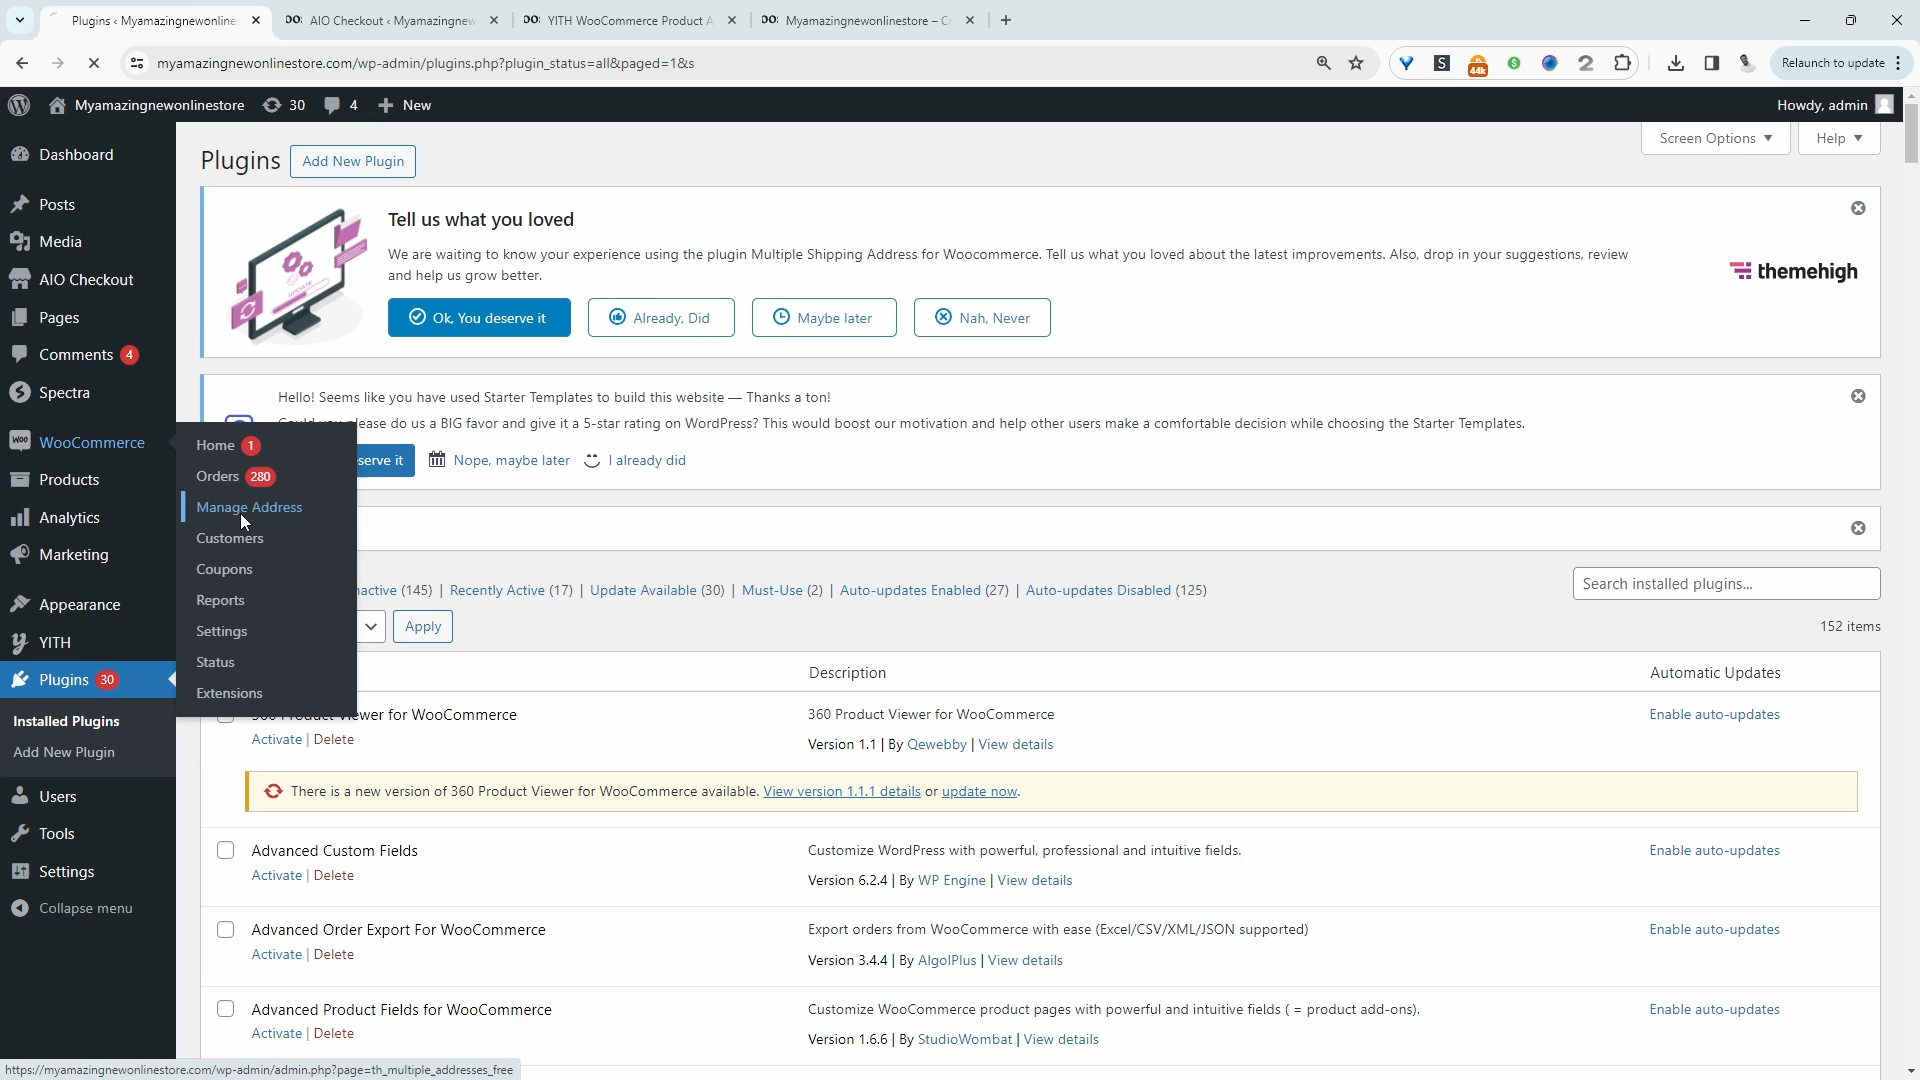 Plugins ‹ Myamazingnewonline
AIO Checkout ‹ Myamazingnew
YITH WooCommerce Product A
Myamazingnewonlinestore – C
myamazingnewonlinestore.com/wp-admin/plugins.php?plugin_status=all&paged=1&s
44k
Relaunch to update
Myamazingnewonlinestore 30 4 New
Howdy, admin
Dashboard
Posts
Media
AIO Checkout
Pages
Comments 4
Spectra
WooCommerce
Products
Analytics
Marketing
Appearance
YITH
Plugins 30
Installed Plugins
Add New Plugin
Users
Tools
Settings
Collapse menu
Home 1
Orders 280
Manage Address
Customers
Coupons
Reports
Settings
Status
Extensions
Screen Options
Help
Plugins Add New Plugin
Tell us what you loved
We are waiting to know your experience using the plugin Multiple Shipping Address for Woocommerce. Tell us what you loved about the latest improvements. Also, drop in your suggestions, review
and help us grow better.
Ok, You deserve it
Already, Did
Maybe later
Nah, Never
themehigh
Hello! Seems like you have used Starter Templates to build this website — Thanks a ton!
ease do us a BIG favor and give it a 5-star rating on WordPress? This would boost our motivation and help other users make a comfortable decision while choosing the Starter Templates.
serve it
Nope, maybe later
I already did
nactive (145) | Recently Active (17) | Update Available (30) | Must-Use (2) | Auto-updates Enabled (27) | Auto-updates Disabled (125)
Search installed plugins...
Apply
152 items
Description
Automatic Updates
ewer for WooCommerce
Activate | Delete
360 Product Viewer for WooCommerce
Version 1.1 | By Qewebby | View details
Enable auto-updates
There is a new version of 360 Product Viewer for WooCommerce available. View version 1.1.1 details or update now.
Advanced Custom Fields
Activate | Delete
Customize WordPress with powerful, professional and intuitive fields.
Version 6.2.4 | By WP Engine | View details
Enable auto-updates
Advanced Order Export For WooCommerce
Activate | Delete
Export orders from WooCommerce with ease (Excel/CSV/XML/JSON supported)
Version 3.4.4 | By AlgolPlus | View details
Enable auto-updates
Advanced Product Fields for WooCommerce
Activate | Delete
Customize WooCommerce product pages with powerful and intuitive fields ( = product add-ons).
Version 1.6.6 | By StudioWombat | View details
Enable auto-updates
https://myamazingnewonlinestore.com/wp-admin/admin.php?page=th_multiple_addresses_free